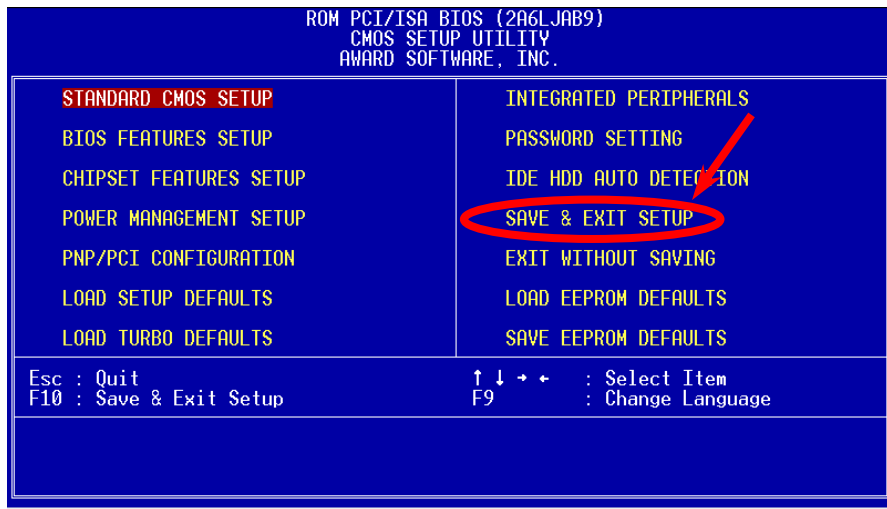 ROM PCI/ISA BIOS (2A6LJAB9)
CMOS SETUP UTILITY
AWARD SOFTWARE, INC.
STANDARD CMOS SETUP
BIOS FEATURES SETUP
CHIPSET FEATURES SETUP
POWER MANAGEMENT SETUP
PNP/PCI CONFIGURATION
LOAD SETUP DEFAULTS
LOAD TURBO DEFAULTS
INTEGRATED PERIPHERALS
PASSWORD SETTING
IDE HDD AUTO DETECTION
SAVE & EXIT SETUP
EXIT WITHOUT SAVING
LOAD EEPROM DEFAULTS
SAVE EEPROM DEFAULTS
Esc : Quit
F10 : Save & Exit Setup
↑ ↓ → ← : Select Item
F9 : Change Language